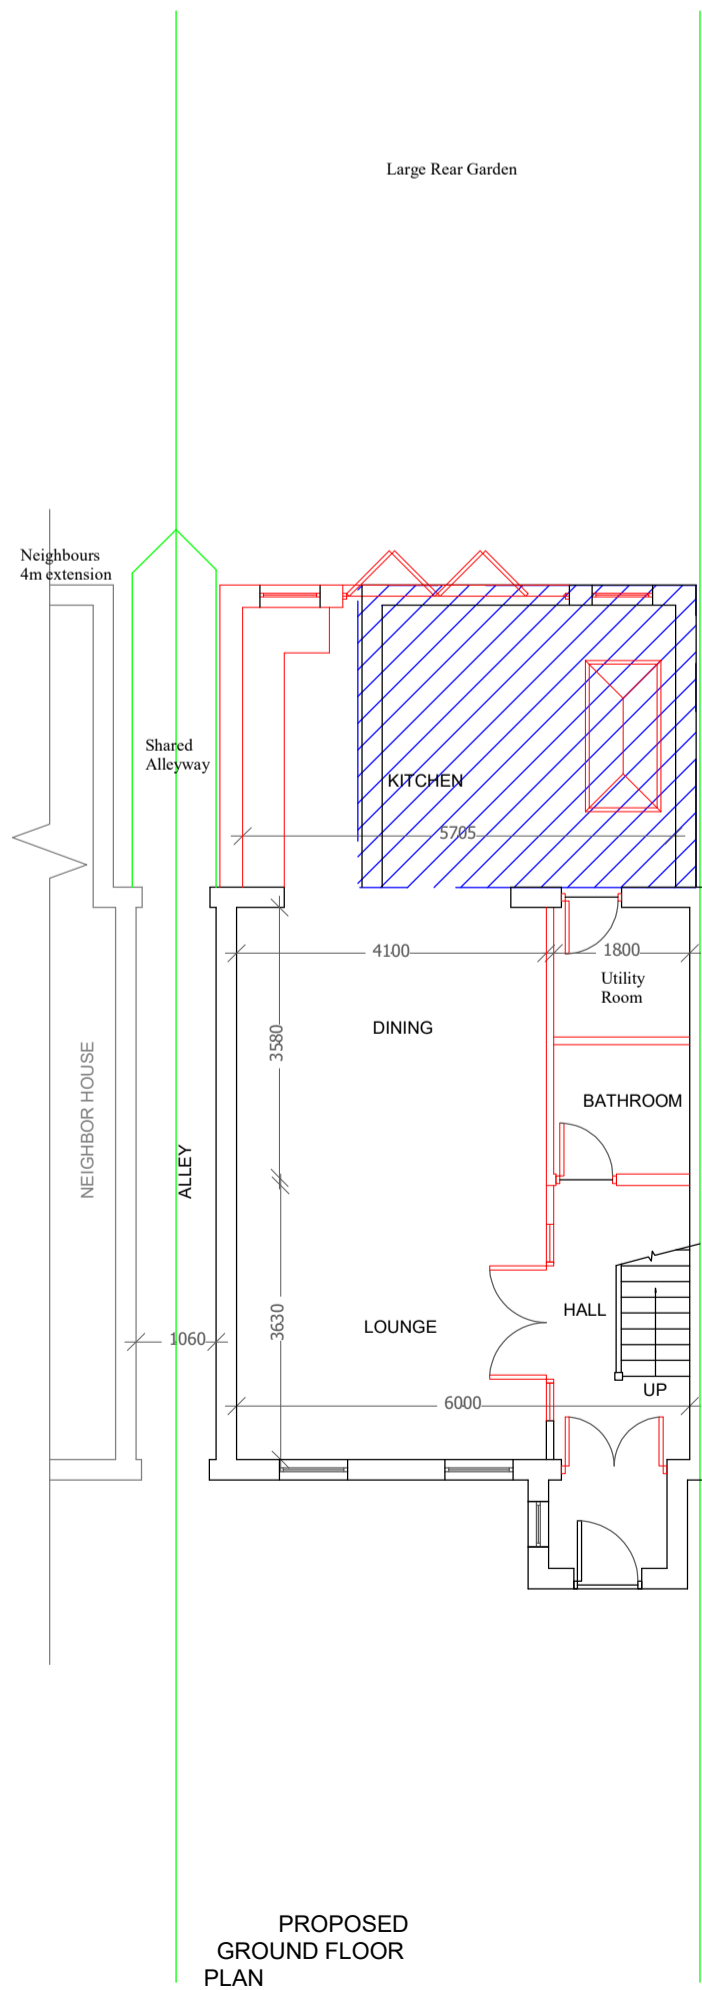 Large Rear Garden
Neighbours
4m extension
Shared
Alleyway
KITCHEN
5705
4100
1800
Utility
Room
3580
DINING
BATHROOM
NEIGHBOR HOUSE
ALLEY
3630
LOUNGE
HALL
1060
UP
6000
PROPOSED
GROUND FLOOR
PLAN